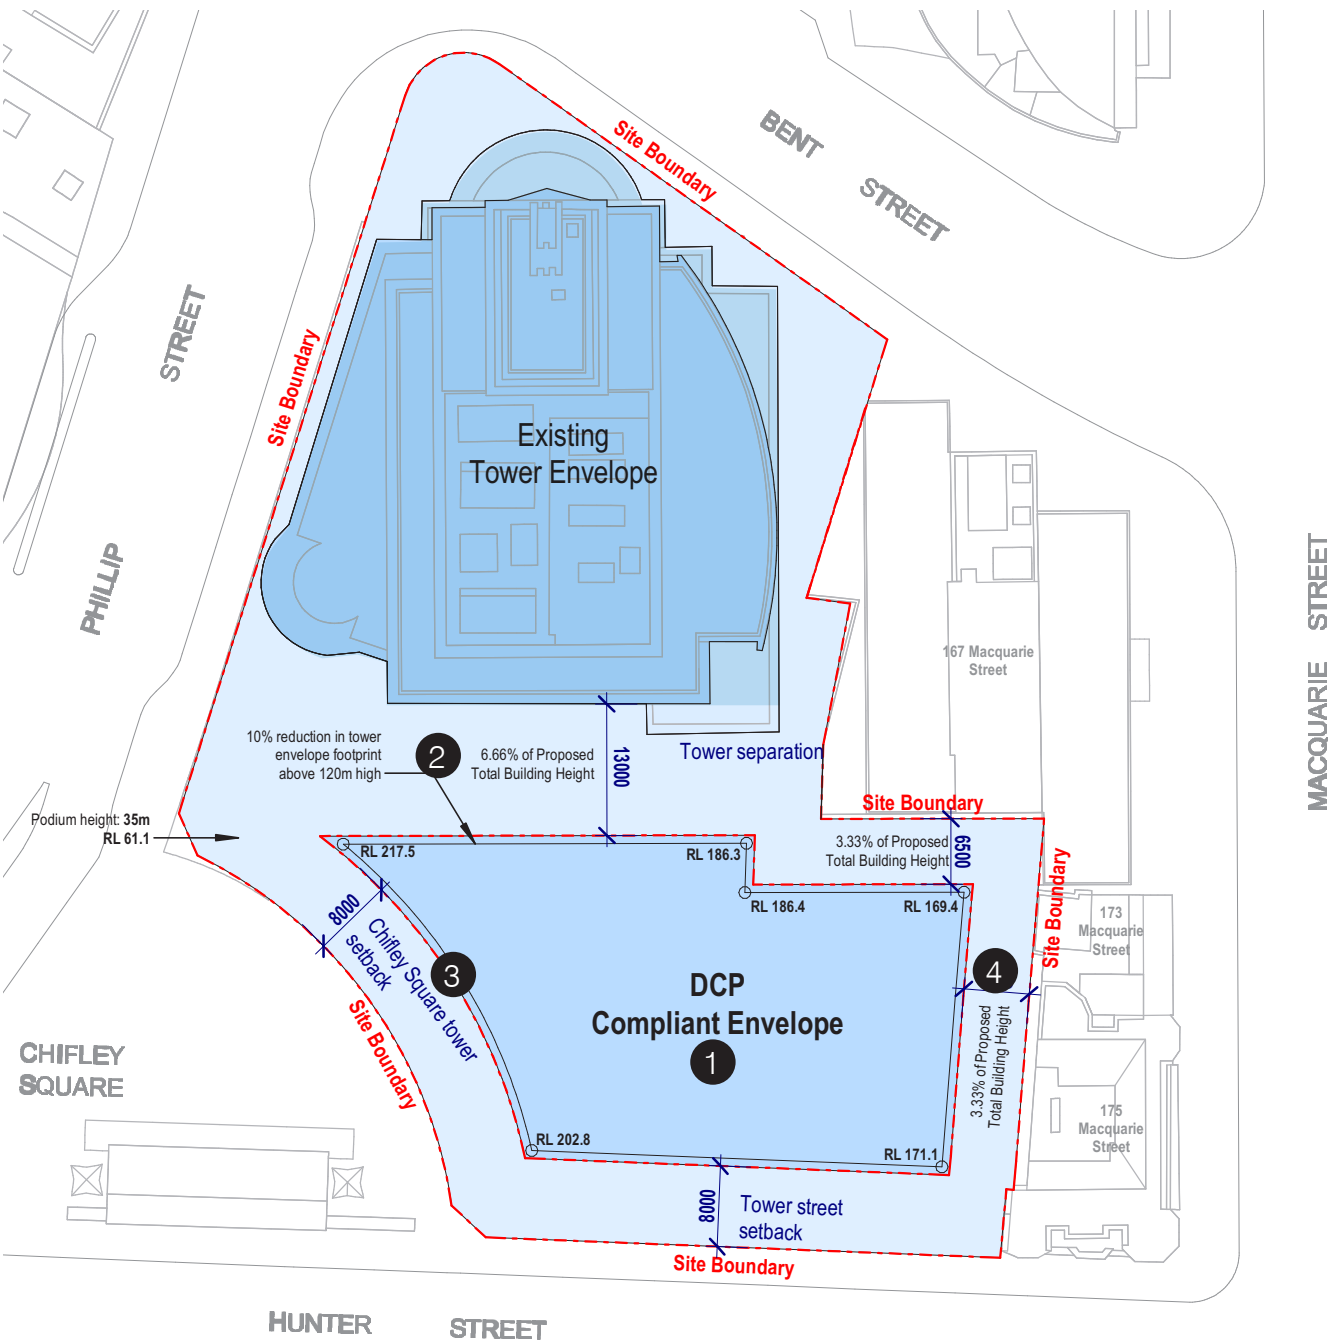 BENT
STREET
Site Boundary
STREET
PHILLIP
Site Boundary
Existing
Tower Envelope
MACQUARIE STREET
167 Macquarie
Street
10% reduction in tower
envelope footprint
above 120m high
2
6.66% of Proposed
Total Building Height
13000
Tower separation
Podium height: 35m
RL 61.1
Site Boundary
3.33% of Proposed
Total Building Height
6500
RL 217.5
RL 186.3
RL 186.4
RL 169.4
Site Boundary
173
Macquarie
Street
8000
Chifley Square tower
setback
3
4
DCP
Compliant Envelope
1
3.33% of Proposed
Total Building Height
Site Boundary
CHIFLEY
SQUARE
175
Macquarie
Street
RL 202.8
RL 171.1
8000
Tower street
setback
Site Boundary
HUNTER STREET